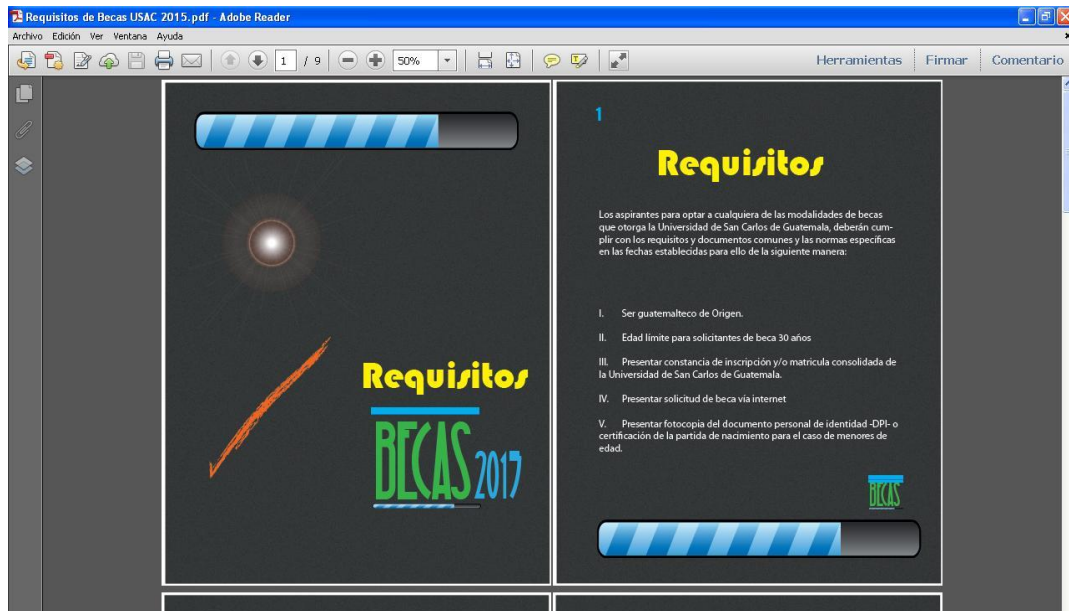 Requisitos de Becas USAC 2015.pdf - Adobe Reader
Archivo Edición Ver Ventana Ayuda
1 / 9 50% Herramientas Firmar Comentario
Requisitos
BECAS 2015
1
Requisitos
Los aspirantes para optar a cualquiera de las modalidades de becas
que otorga la Universidad de San Carlos de Guatemala, deberán cum-
plir con los requisitos y documentos comunes y las normas específicas
en las fechas establecidas para ello de la siguiente manera:
I. Ser guatemalteco de Origen.
II. Edad límite para solicitantes de beca 30 años
III. Presentar constancia de inscripción y/o matricula consolidada de
la Universidad de San Carlos de Guatemala.
IV. Presentar solicitud de beca vía internet
V. Presentar fotocopia del documento personal de identidad -DPI- o
certificación de la partida de nacimiento para el caso de menores de
edad.
BECAS